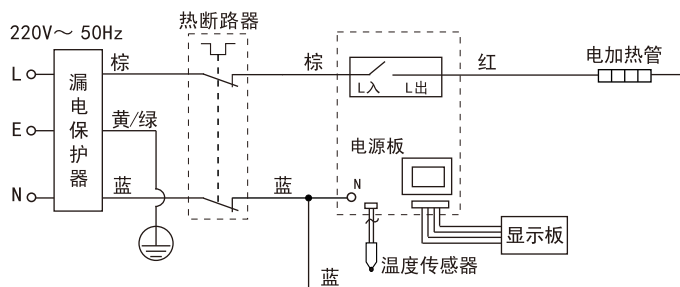 220V～ 50Hz
热断路器
L
棕
棕
红
电加热管
漏电保护器
L入
L出
E
黄/绿
电源板
N
蓝
蓝
N
显示板
温度传感器
蓝